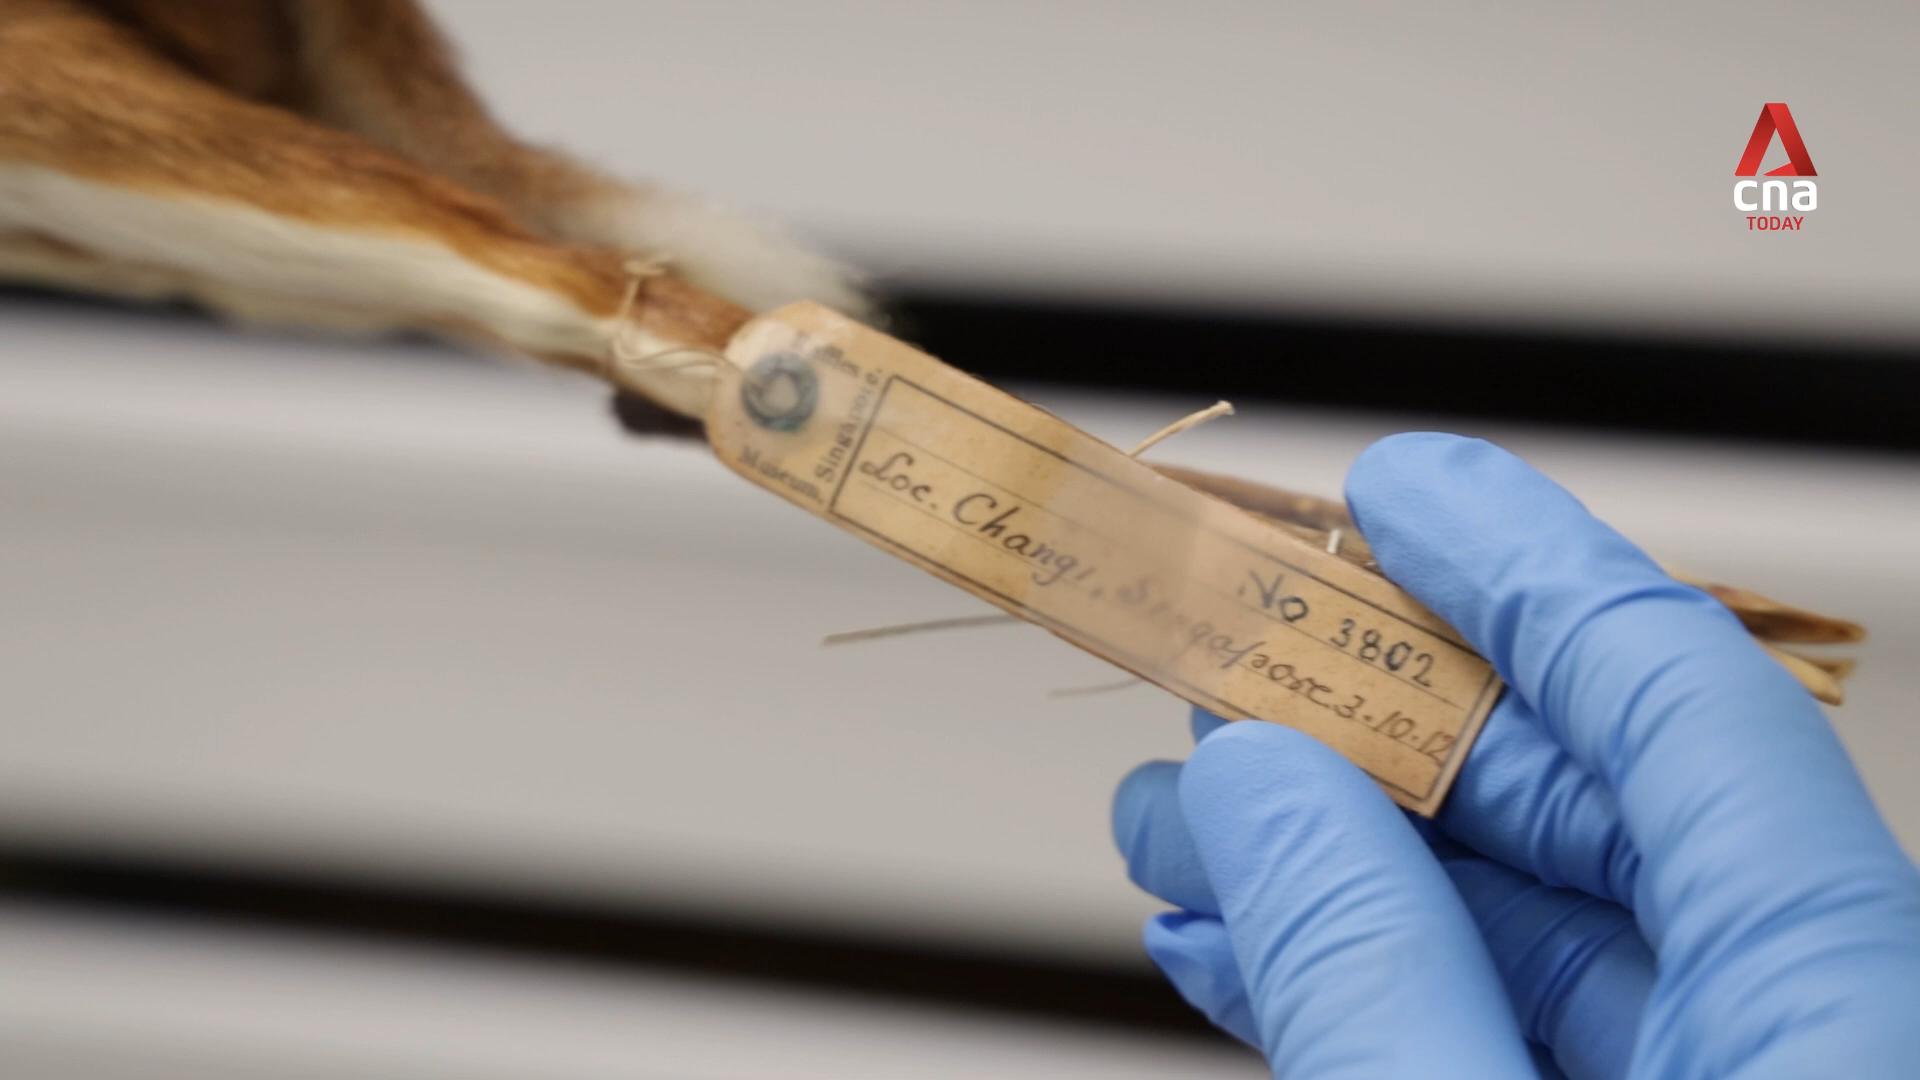 Raffles
Museum,
Singapore.
No 3802
Loc. Changi, Singapore. 3.10.12
cna
TODAY